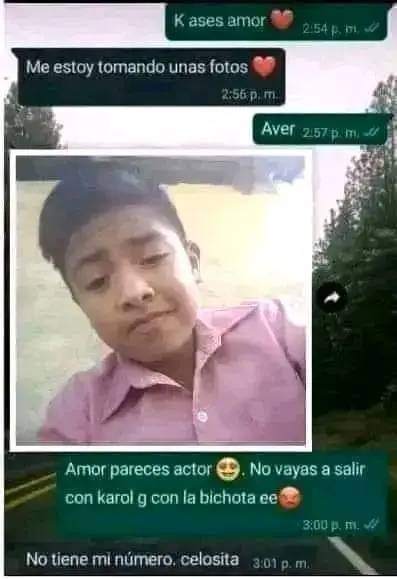 K ases amor ❤️ 2:54 p. m.
Me estoy tomando unas fotos ❤️
2:56 p. m.
Aver 2:57 p. m.
Amor pareces actor 😍. No vayas a salir
con karol g con la bichota ee😡
3:00 p. m.
No tiene mi número. celosita 3:01 p. m.